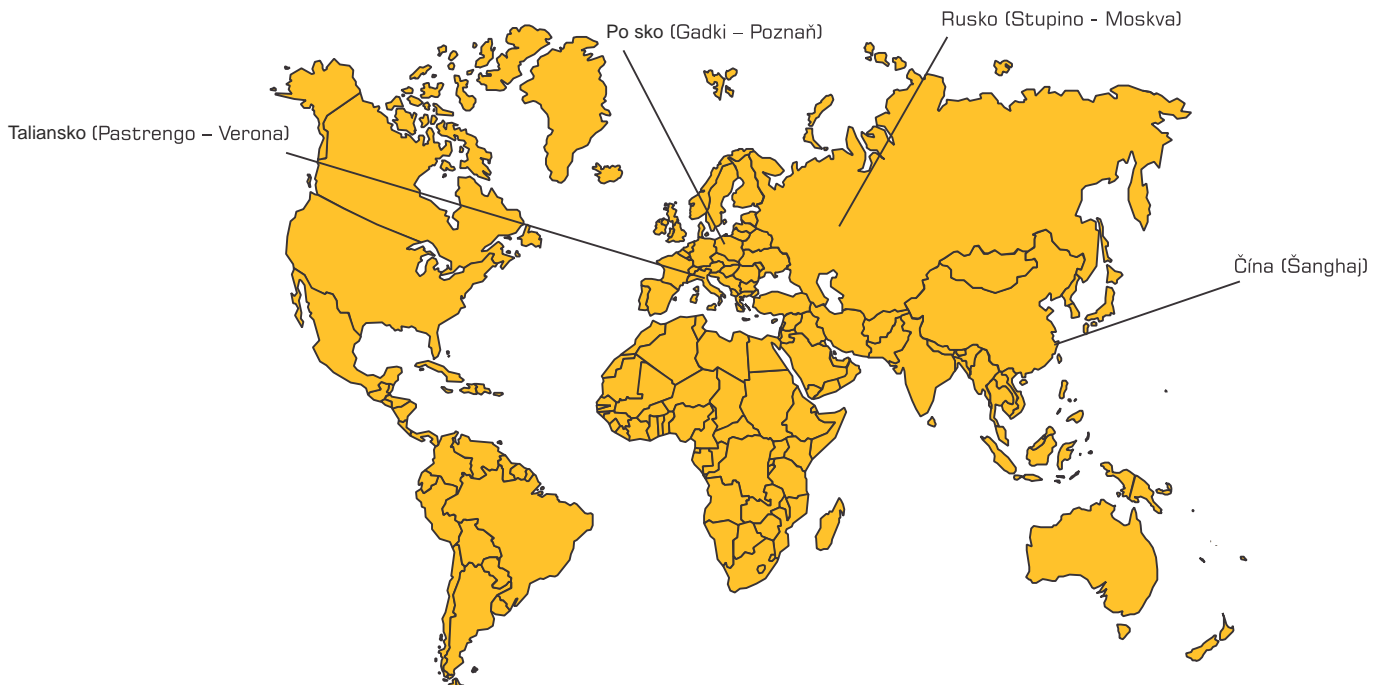 Rusko (Stupino - Moskva)
Po sko (Gadki – Poznaň)
Taliansko (Pastrengo – Verona)
Čína (Šanghaj)